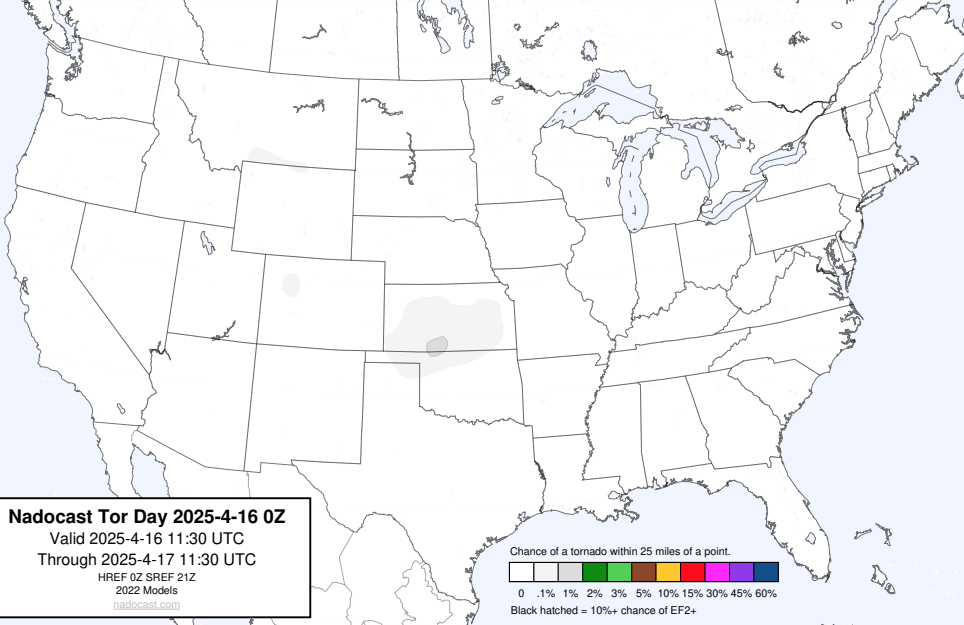 Nadocast Tor Day 2025-4-16 0Z
Valid 2025-4-16 11:30 UTC
Through 2025-4-17 11:30 UTC
HREF 0Z SREF 21Z
2022 Models
nadocast.com
Chance of a tornado within 25 miles of a point.
0 .1% 1% 2% 3% 5% 10% 15% 30% 45% 60%
Black hatched = 10%+ chance of EF2+